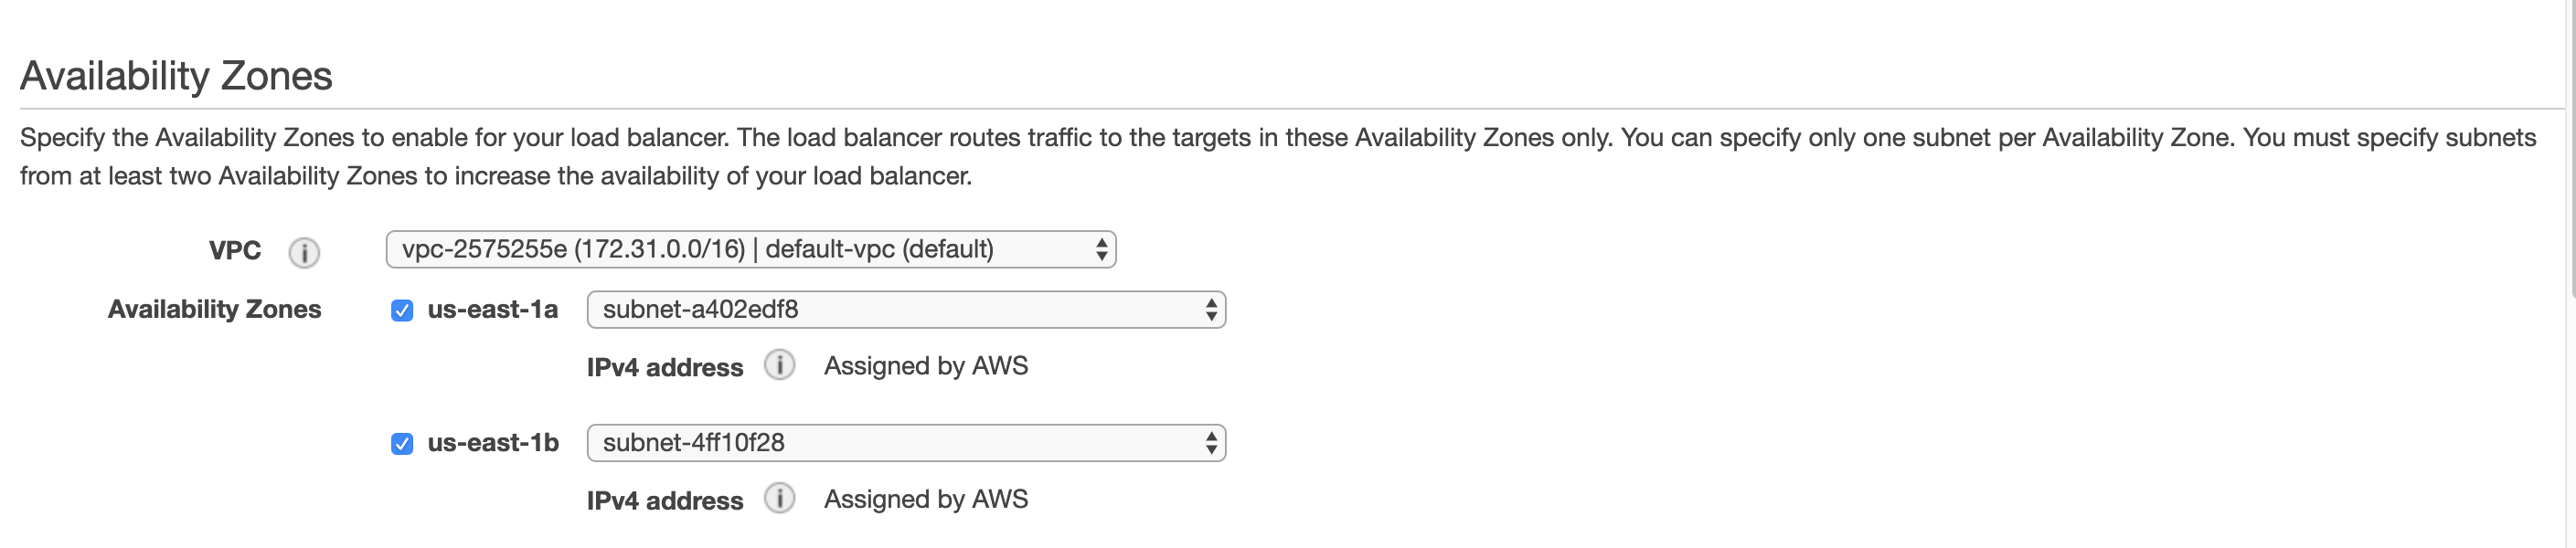 Availability Zones
Specify the Availability Zones to enable for your load balancer. The load balancer routes traffic to the targets in these Availability Zones only. You can specify only one subnet per Availability Zone. You must specify subnets
from at least two Availability Zones to increase the availability of your load balancer.
VPC i vpc-2575255e (172.31.0.0/16) | default-vpc (default)
Availability Zones us-east-1a subnet-a402edf8
IPv4 address i Assigned by AWS
us-east-1b subnet-4ff10f28
IPv4 address i Assigned by AWS